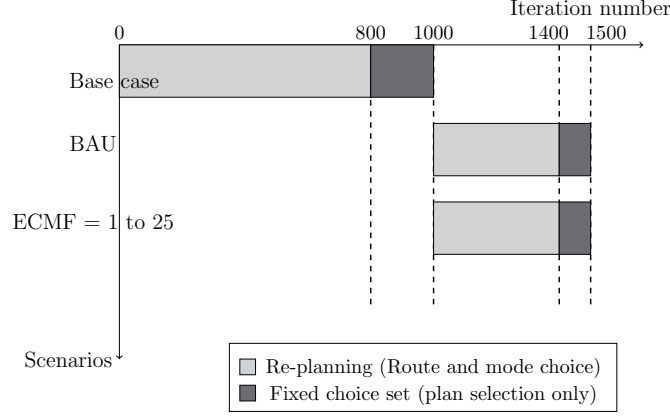 Iteration number
0 800 1000 1400 1500
Base case
BAU
ECMF = 1 to 25
Scenarios
Re-planning (Route and mode choice)
Fixed choice set (plan selection only)